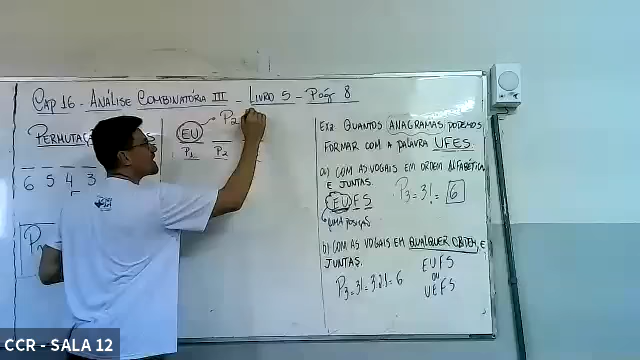 CAP 16 - ANÁLISE COMBINATÓRIA III - LIVRO 5 - PÁG 8
EU → P2
P1 P2
6 5 4 3
Pn
EX: QUANTOS ANAGRAMAS PODEMOS
FORMAR COM A PALAVRA UFES.
a) COM AS VOGAIS EM ORDEM ALFABÉTICA
E JUNTAS.
EU F S
P3 = 3! = 6
UMA POSIÇÃO
b) COM AS VOGAIS EM QUALQUER ORDEM, E
JUNTAS.
P3 = 3! = 3.2.1 = 6
EUFS
OU
UEFS
CCR - SALA 12